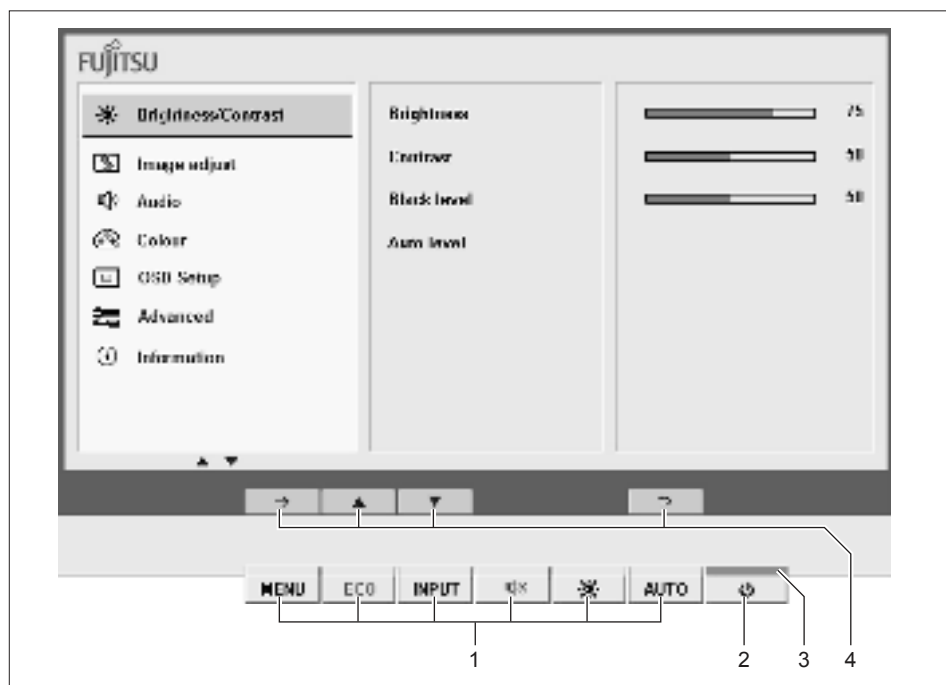 FUJITSU
Brightness/Contrast
Image adjust
Audio
Colour
OSD Setup
Advanced
Information
Brightness 75
Contrast 50
Black level 50
Auto level
MENU ECO INPUT AUTO
1 2 3 4